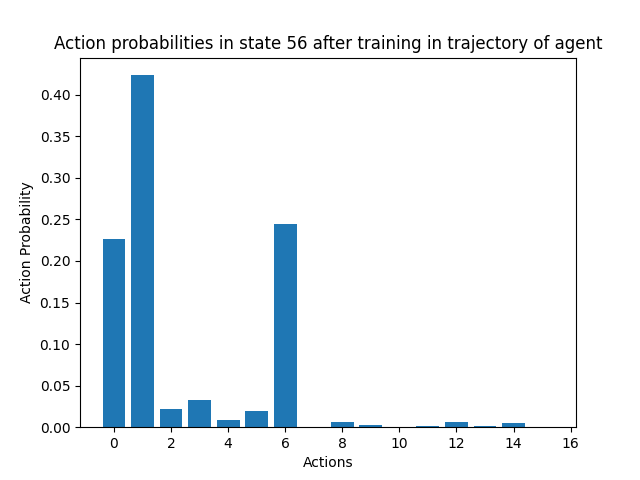 Action probabilities in state 56 after training in trajectory of agent
0.40
0.35
0.30
0.25
0.20
0.15
0.10
0.05
0.00
Action Probability
0 2 4 6 8 10 12 14 16
Actions